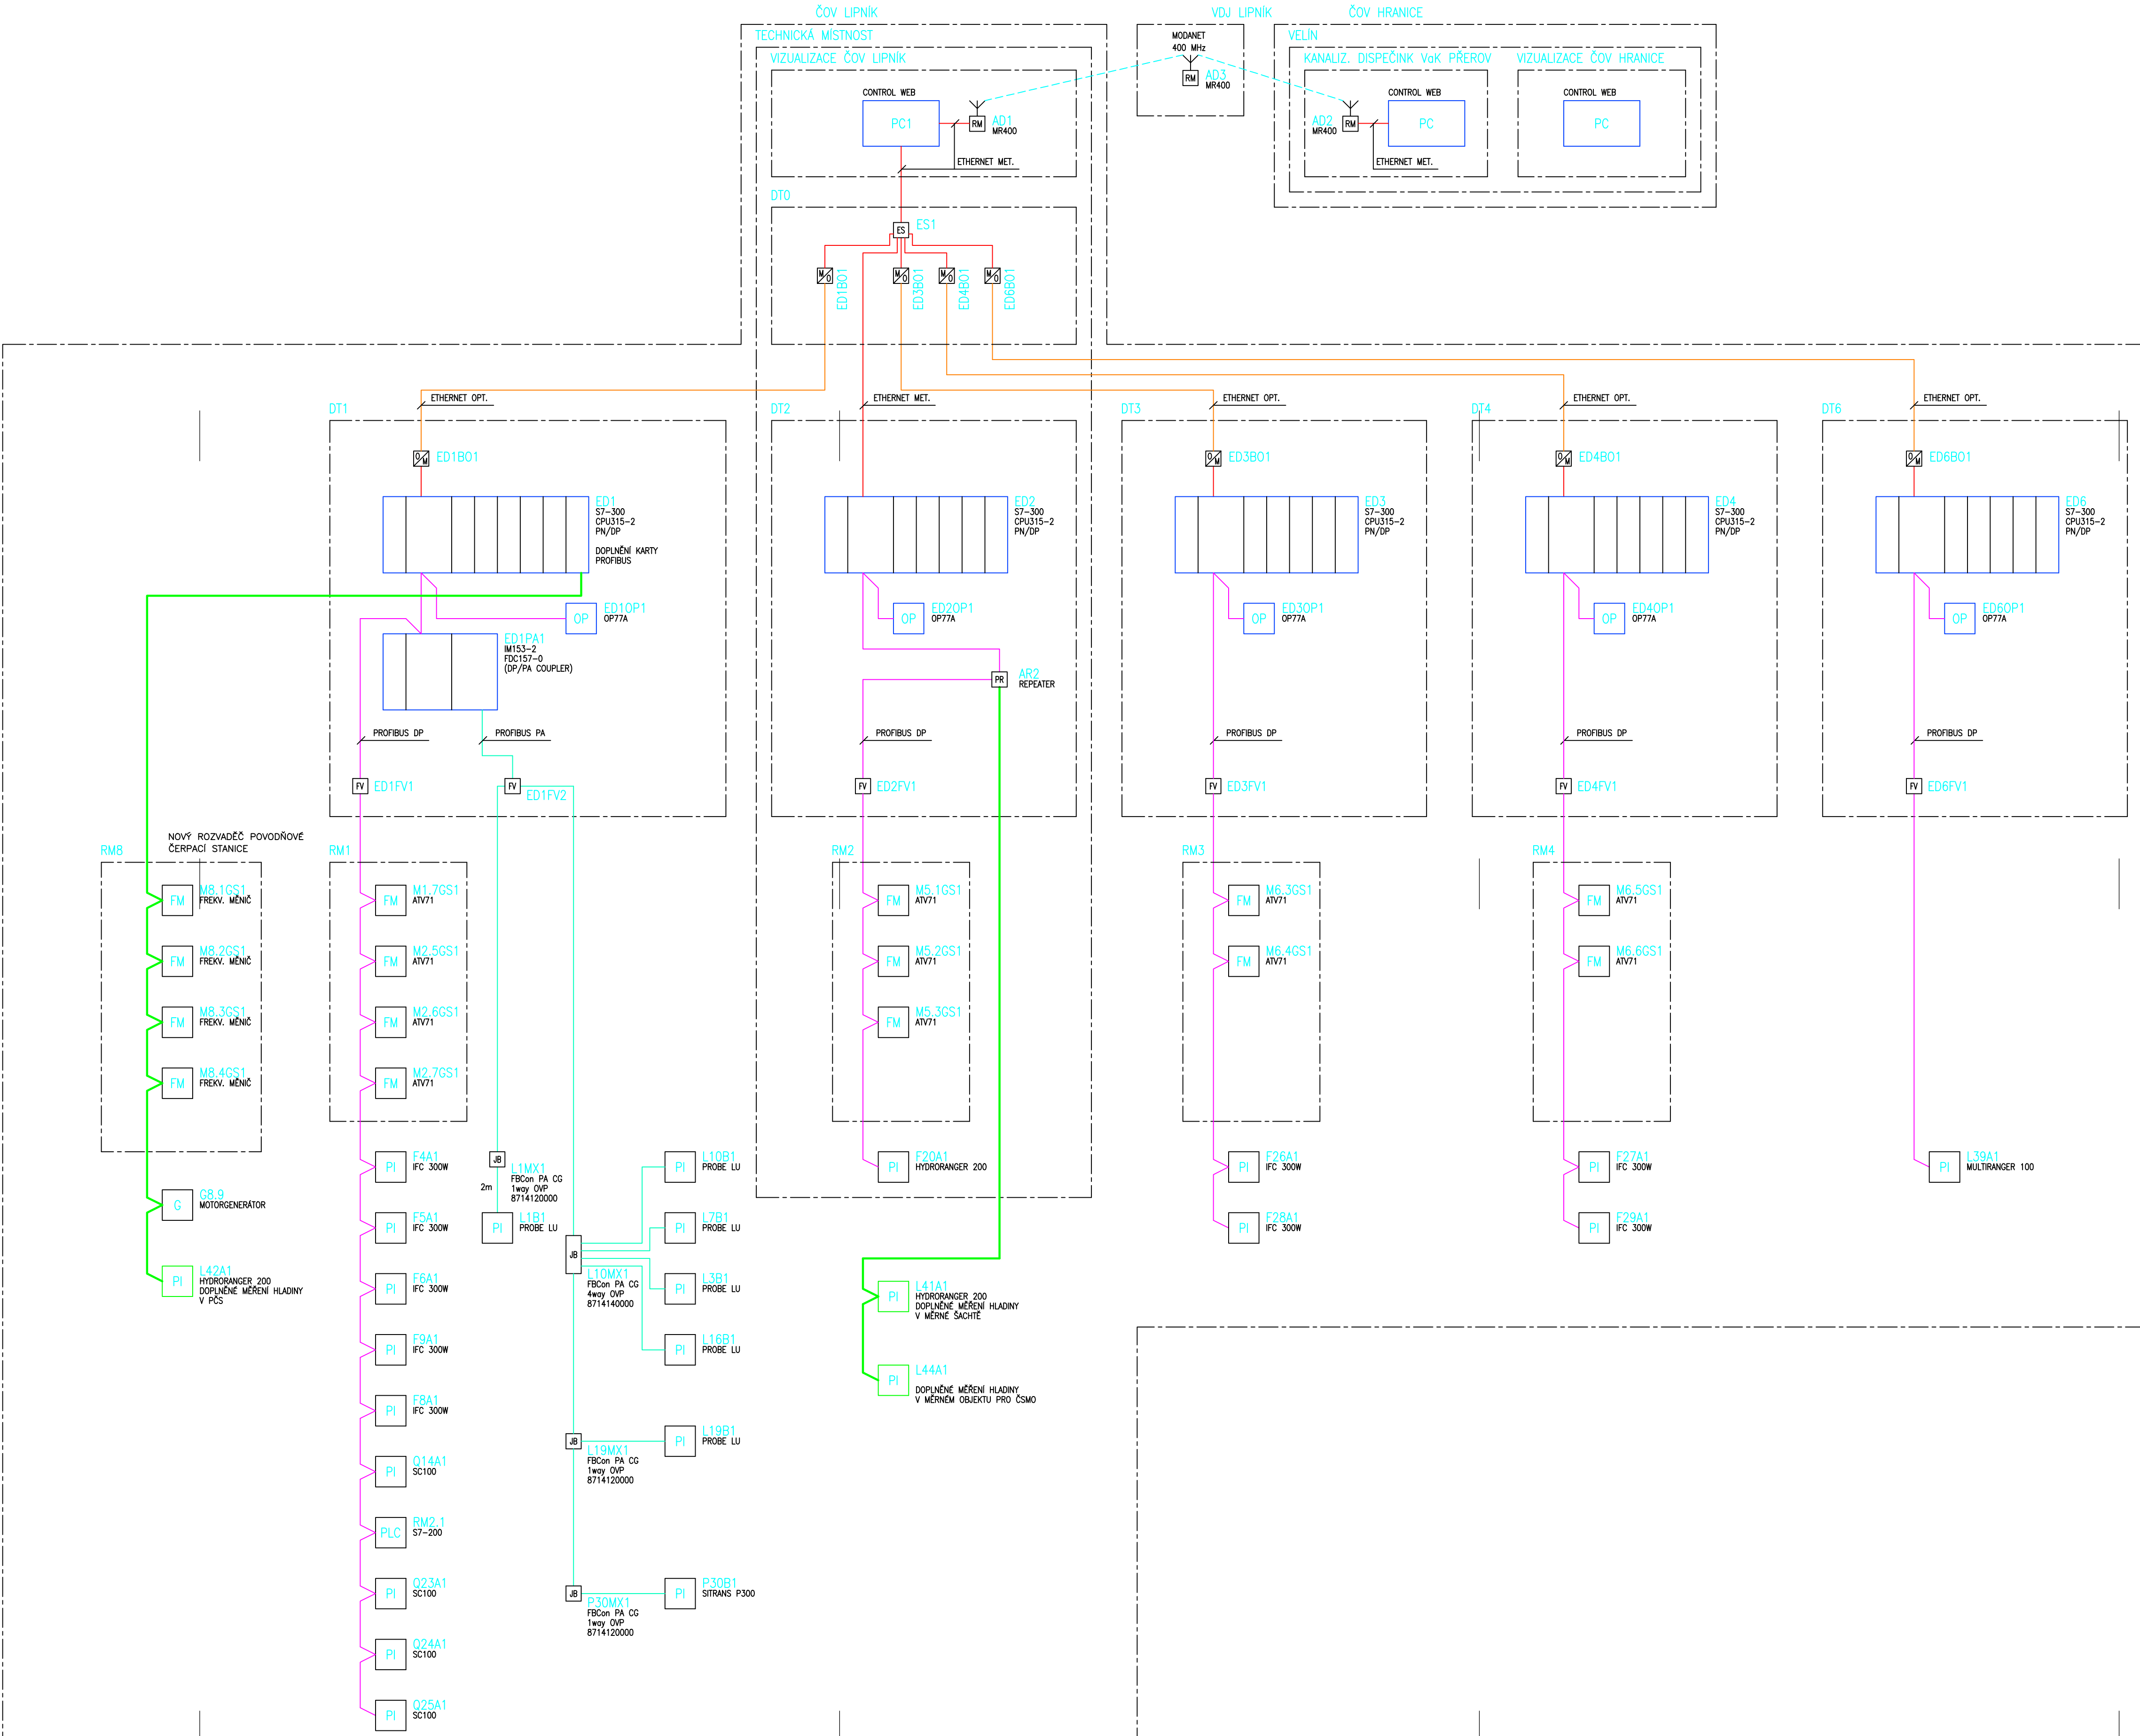 ČOV LIPNÍK
VDJ LIPNÍK
ČOV HRANICE
TECHNICKÁ MÍSTNOST
MODANET
400 MHz
VELÍN
VIZUALIZACE ČOV LIPNÍK
KANALIZ. DISPEČINK VaK PŘEROV
VIZUALIZACE ČOV HRANICE
RM
AD3
MR400
CONTROL WEB
PC1
RM
AD1
MR400
ETHERNET MET.
AD2
MR400
RM
CONTROL WEB
PC
ETHERNET MET.
CONTROL WEB
PC
DT0
ES
ES1
M/O
ED1B01
M/O
ED3B01
M/O
ED4B01
M/O
ED6B01
ETHERNET OPT.
ETHERNET MET.
ETHERNET OPT.
ETHERNET OPT.
ETHERNET OPT.
DT1
DT2
DT3
DT4
DT6
O/M
ED1B01
O/M
ED3B01
O/M
ED4B01
O/M
ED6B01
ED1
S7-300
CPU315-2
PN/DP
DOPLNĚNÍ KARTY
PROFIBUS
ED2
S7-300
CPU315-2
PN/DP
ED3
S7-300
CPU315-2
PN/DP
ED4
S7-300
CPU315-2
PN/DP
ED6
S7-300
CPU315-2
PN/DP
OP
ED1OP1
OP77A
OP
ED2OP1
OP77A
OP
ED3OP1
OP77A
OP
ED4OP1
OP77A
OP
ED6OP1
OP77A
ED1PA1
IM153-2
FDC157-0
(DP/PA COUPLER)
PR
AR2
REPEATER
PROFIBUS DP
PROFIBUS PA
PROFIBUS DP
PROFIBUS DP
PROFIBUS DP
PROFIBUS DP
FV
ED1FV1
FV
ED1FV2
FV
ED2FV1
FV
ED3FV1
FV
ED4FV1
FV
ED6FV1
NOVÝ ROZVADĚČ POVODŇOVÉ
ČERPACÍ STANICE
RM8
FM
M8.1GS1
FREKV. MĚNIČ
FM
M8.2GS1
FREKV. MĚNIČ
FM
M8.3GS1
FREKV. MĚNIČ
FM
M8.4GS1
FREKV. MĚNIČ
G
G8.9
MOTORGENERÁTOR
PI
L42A1
HYDRORANGER 200
DOPLNĚNÉ MĚŘENÍ HLADINY
V PČS
RM1
FM
M1.7GS1
ATV71
FM
M2.5GS1
ATV71
FM
M2.6GS1
ATV71
FM
M2.7GS1
ATV71
PI
F4A1
IFC 300W
PI
F5A1
IFC 300W
PI
F6A1
IFC 300W
PI
F9A1
IFC 300W
PI
F8A1
IFC 300W
PI
Q14A1
SC100
PLC
RM2.1
S7-200
PI
Q23A1
SC100
PI
Q24A1
SC100
PI
Q25A1
SC100
JB
L1MX1
FBCon PA CG
1way OVP
8714120000
2m
PI
L1B1
PROBE LU
JB
L10MX1
FBCon PA CG
4way OVP
8714140000
PI
L10B1
PROBE LU
PI
L7B1
PROBE LU
PI
L3B1
PROBE LU
PI
L16B1
PROBE LU
JB
L19MX1
FBCon PA CG
1way OVP
8714120000
PI
L19B1
PROBE LU
JB
P30MX1
FBCon PA CG
1way OVP
8714120000
PI
P30B1
SITRANS P300
RM2
FM
M5.1GS1
ATV71
FM
M5.2GS1
ATV71
FM
M5.3GS1
ATV71
PI
F20A1
HYDRORANGER 200
PI
L41A1
HYDRORANGER 200
DOPLNĚNÉ MĚŘENÍ HLADINY
V MĚRNÉ ŠACHTĚ
PI
L44A1
DOPLNĚNÉ MĚŘENÍ HLADINY
V MĚRNÉM OBJEKTU PRO ČSMO
RM3
FM
M6.3GS1
ATV71
FM
M6.4GS1
ATV71
PI
F26A1
IFC 300W
PI
F28A1
IFC 300W
RM4
FM
M6.5GS1
ATV71
FM
M6.6GS1
ATV71
PI
F27A1
IFC 300W
PI
F29A1
IFC 300W
PI
L39A1
MULTIRANGER 100